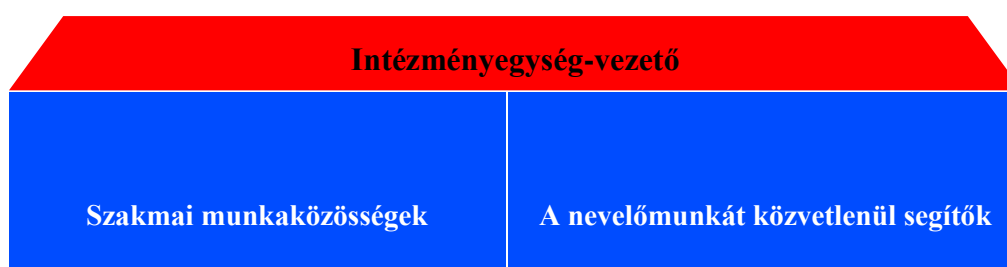 Intézményegység-vezető
Szakmai munkaközösségek
A nevelőmunkát közvetlenül segítők